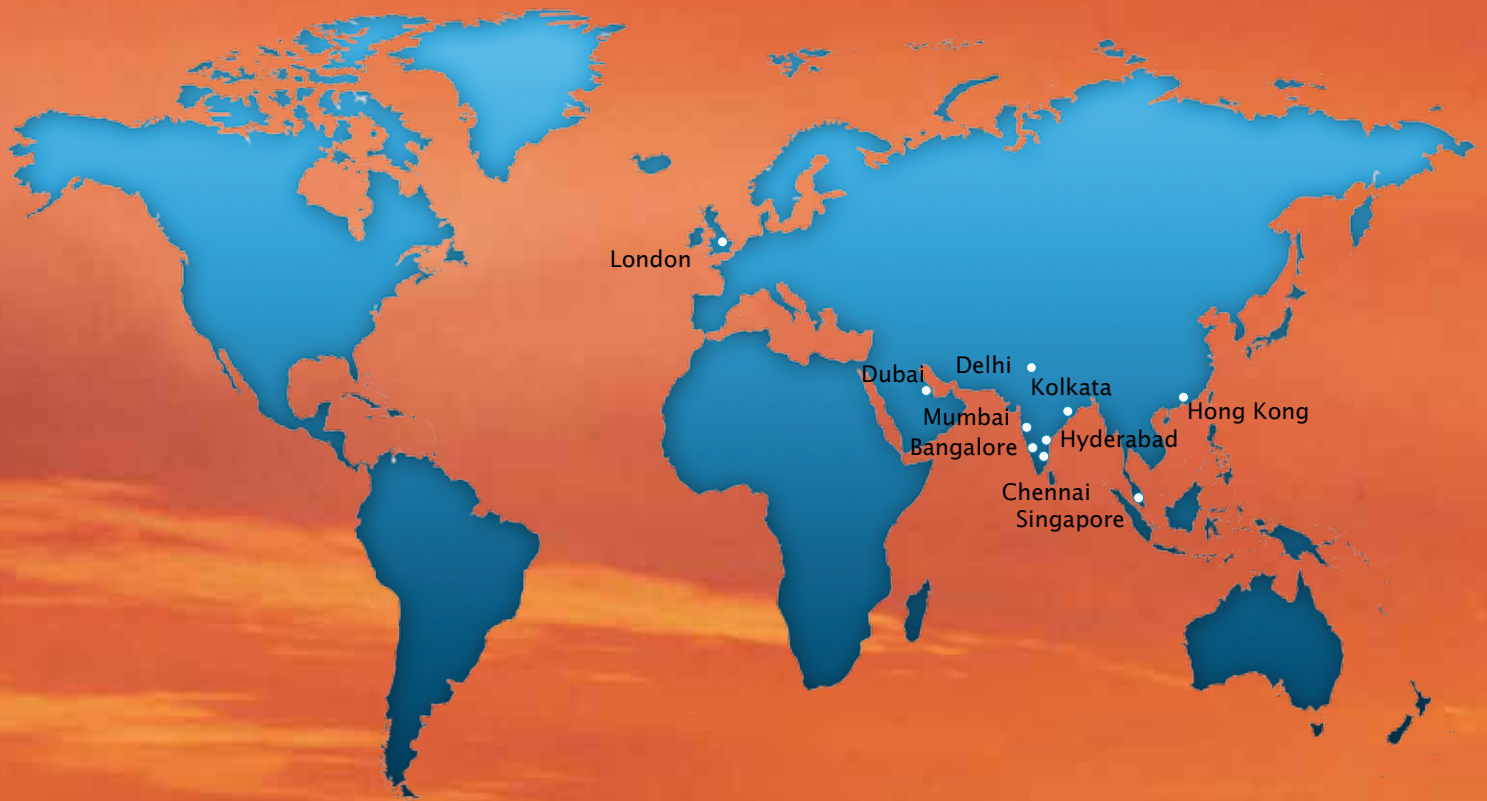 London
Delhi
Dubai
Kolkata
Hong Kong
Mumbai
Hyderabad
Bangalore
Chennai
Singapore